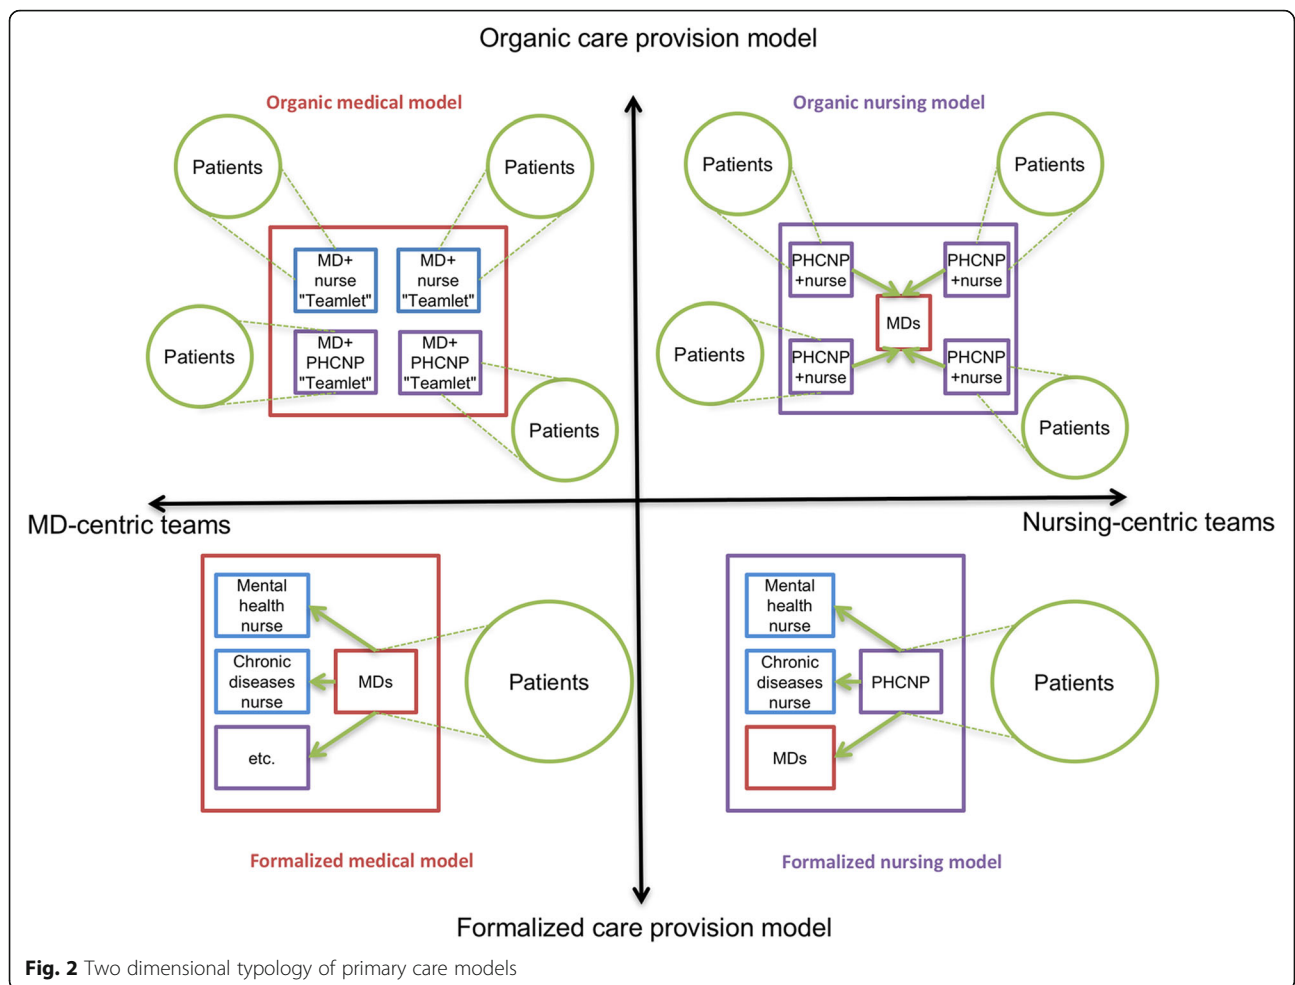 Organic care provision model
Organic medical model
Organic nursing model
Patients
Patients
MD+
nurse
"Teamlet"
MD+
nurse
"Teamlet"
Patients
MD+
PHCNP
"Teamlet"
MD+
PHCNP
"Teamlet"
Patients
Patients
Patients
PHCNP
+nurse
PHCNP
+nurse
MDs
Patients
PHCNP
+nurse
PHCNP
+nurse
Patients
MD-centric teams
Nursing-centric teams
Mental
health
nurse
Chronic
diseases
nurse
MDs
Patients
etc.
Mental
health
nurse
Chronic
diseases
nurse
PHCNP
Patients
MDs
Formalized medical model
Formalized nursing model
Formalized care provision model
Fig. 2 Two dimensional typology of primary care models